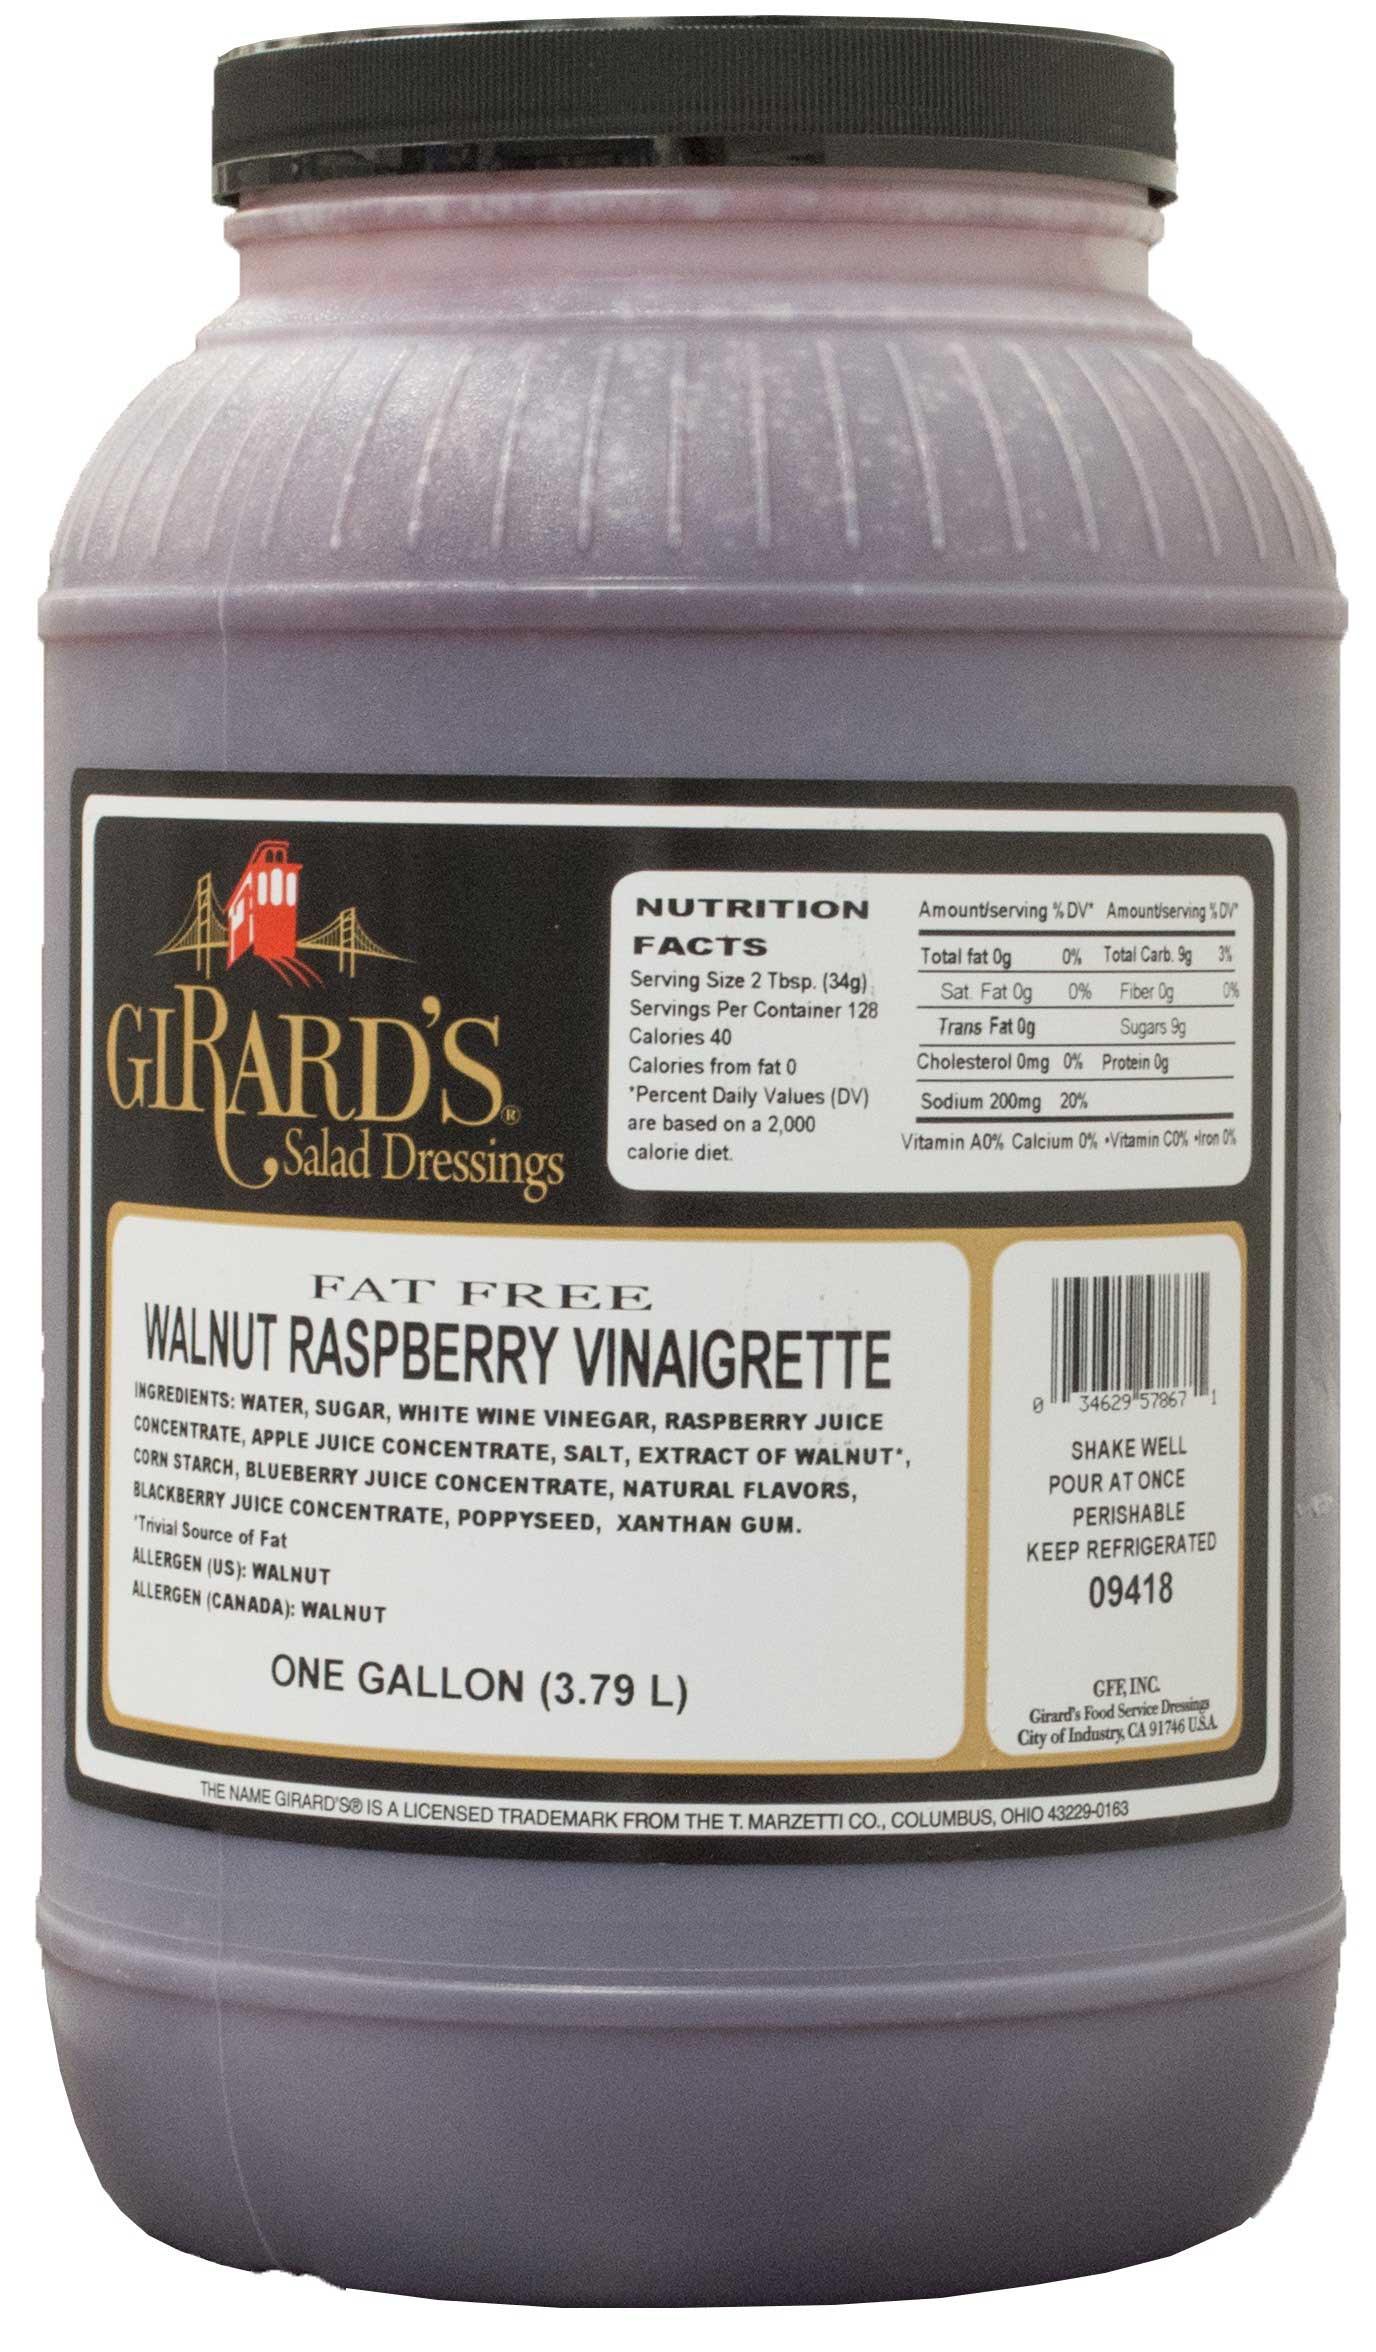 GIRARD'S®
Salad Dressings
NUTRITION
FACTS
Serving Size 2 Tbsp. (34g)
Servings Per Container 128
Calories 40
Calories from fat 0
*Percent Daily Values (DV)
are based on a 2,000
calorie diet.
Amount/serving %DV* Amount/serving %DV*
Total fat 0g 0% Total Carb. 9g 3%
Sat. Fat 0g 0% Fiber 0g 0%
Trans Fat 0g Sugars 9g
Cholesterol 0mg 0% Protein 0g
Sodium 200mg 20%
Vitamin A0% Calcium 0% •Vitamin C0% •Iron 0%
FAT FREE
WALNUT RASPBERRY VINAIGRETTE
INGREDIENTS: WATER, SUGAR, WHITE WINE VINEGAR, RASPBERRY JUICE
CONCENTRATE, APPLE JUICE CONCENTRATE, SALT, EXTRACT OF WALNUT*,
CORN STARCH, BLUEBERRY JUICE CONCENTRATE, NATURAL FLAVORS,
BLACKBERRY JUICE CONCENTRATE, POPPYSEED, XANTHAN GUM.
*Trivial Source of Fat
ALLERGEN (US): WALNUT
ALLERGEN (CANADA): WALNUT
ONE GALLON (3.79 L)
0 34629 57867 1
SHAKE WELL
POUR AT ONCE
PERISHABLE
KEEP REFRIGERATED
09418
GFF, INC.
Girard's Food Service Dressings
City of Industry, CA 91746 U.S.A.
THE NAME GIRARD'S® IS A LICENSED TRADEMARK FROM THE T. MARZETTI CO., COLUMBUS, OHIO 43229-0163